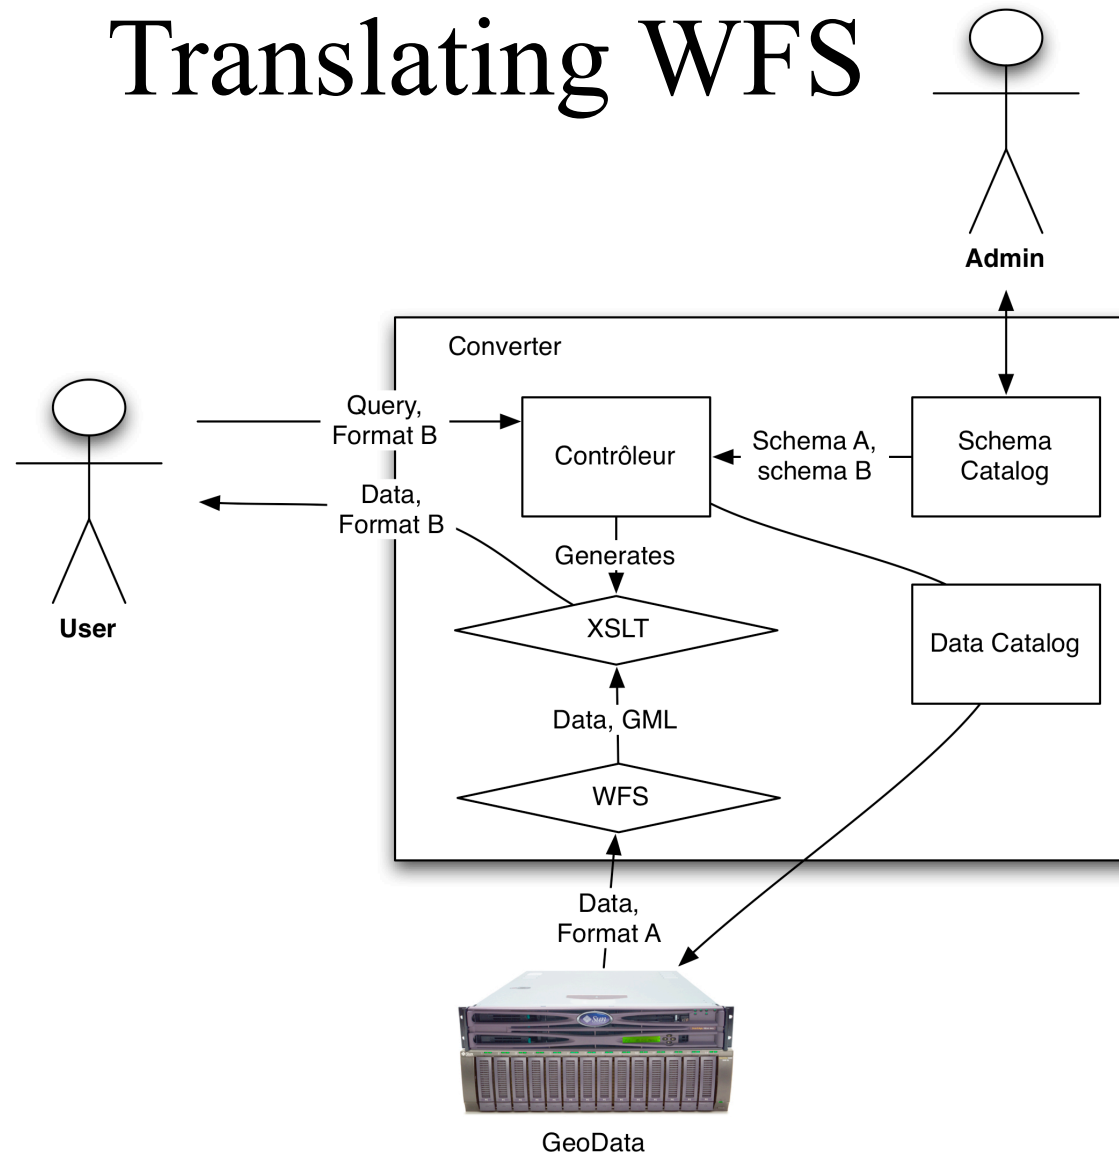 Translating WFS
Admin
Converter
Query,
Format B
Contrôleur
Schema A,
schema B
Schema
Catalog
Data,
Format B
User
Generates
XSLT
Data Catalog
Data, GML
WFS
Data,
Format A
Sun
GeoData